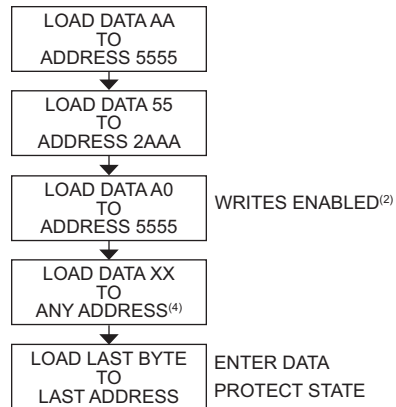 LOAD DATA AA
TO
ADDRESS 5555
LOAD DATA 55
TO
ADDRESS 2AAA
LOAD DATA A0
TO
ADDRESS 5555
WRITES ENABLED(2)
LOAD DATA XX
TO
ANY ADDRESS(4)
LOAD LAST BYTE
TO
LAST ADDRESS
ENTER DATA
PROTECT STATE